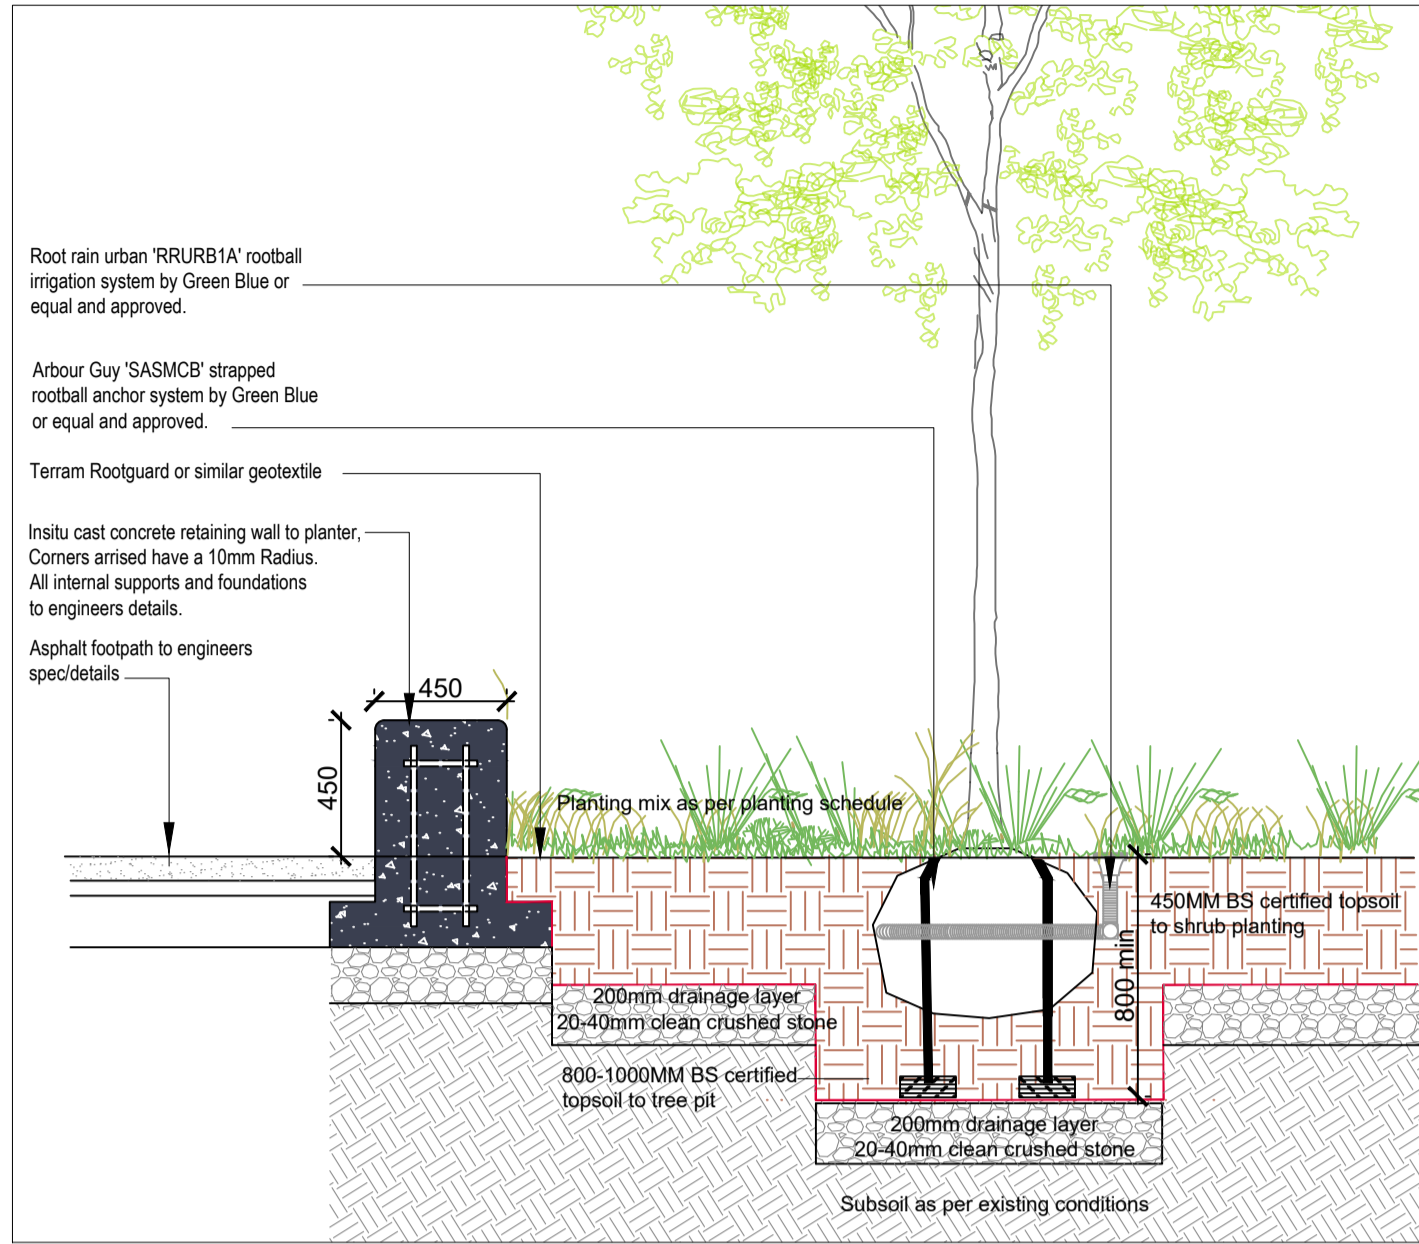 Root rain urban 'RRURB1A' rootball
irrigation system by Green Blue or
equal and approved.
Arbour Guy 'SASMCB' strapped
rootball anchor system by Green Blue
or equal and approved.
Terram Rootguard or similar geotextile
Insitu cast concrete retaining wall to planter,
Corners arrised have a 10mm Radius.
All internal supports and foundations
to engineers details.
Asphalt footpath to engineers
spec/details
450
450
Planting mix as per planting schedule
450MM BS certified topsoil
to shrub planting
800 min
200mm drainage layer
20-40mm clean crushed stone
800-1000MM BS certified
topsoil to tree pit
200mm drainage layer
20-40mm clean crushed stone
Subsoil as per existing conditions